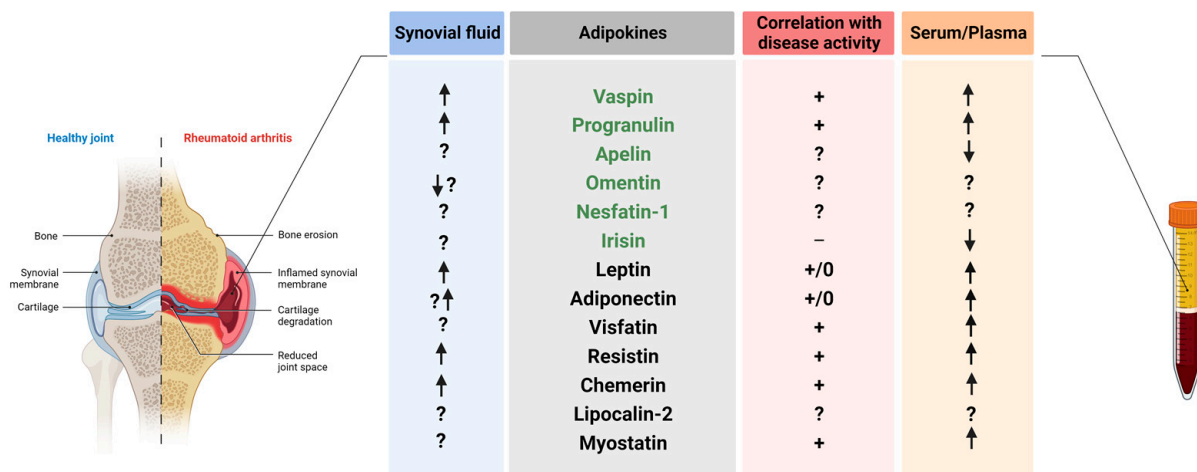 Synovial fluid Adipokines Correlation with disease activity Serum/Plasma
↑ Vaspin + ↑
↑ Progranulin + ↑
? Apelin ? ↓
↓? Omentin ? ?
? Nesfatin-1 ? ?
? Irisin – ↓
↑ Leptin +/0 ↑
?↑ Adiponectin +/0 ↑
? Visfatin + ↑
↑ Resistin + ↑
↑ Chemerin + ↑
? Lipocalin-2 ? ?
? Myostatin + ↑
Healthy joint
Rheumatoid arthritis
Bone
Synovial
membrane
Cartilage
Bone erosion
Inflamed synovial
membrane
Cartilage
degradation
Reduced
joint space